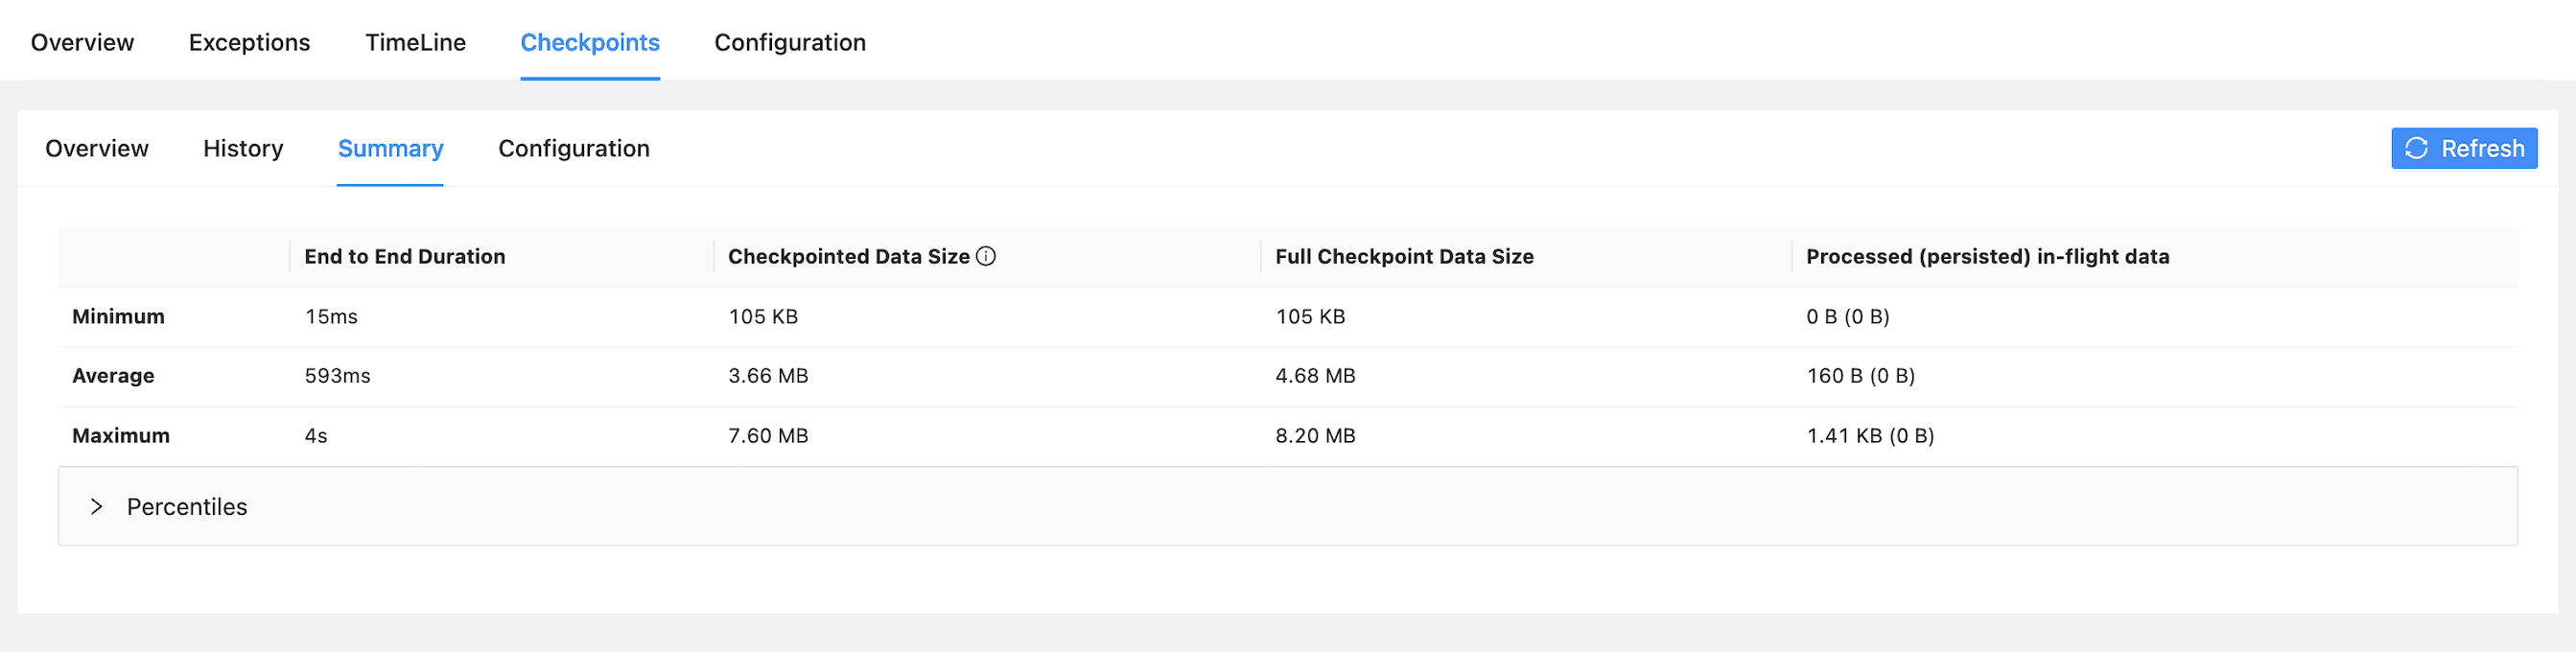 Overview Exceptions TimeLine Checkpoints Configuration
Overview History Summary Configuration Refresh
End to End Duration Checkpointed Data Size Full Checkpoint Data Size Processed (persisted) in-flight data
Minimum 15ms 105 KB 105 KB 0 B (0 B)
Average 593ms 3.66 MB 4.68 MB 160 B (0 B)
Maximum 4s 7.60 MB 8.20 MB 1.41 KB (0 B)
Percentiles